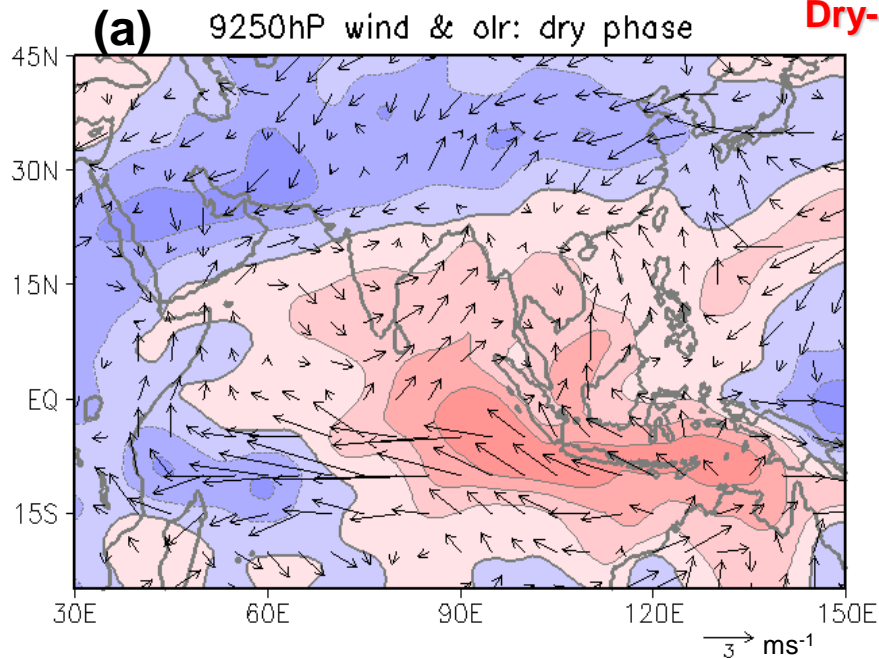 Dry-
(a) 9250hP wind & olr: dry phase
45N
30N
15N
EQ
15S
30E 60E 90E 120E 150E
3 ms-1